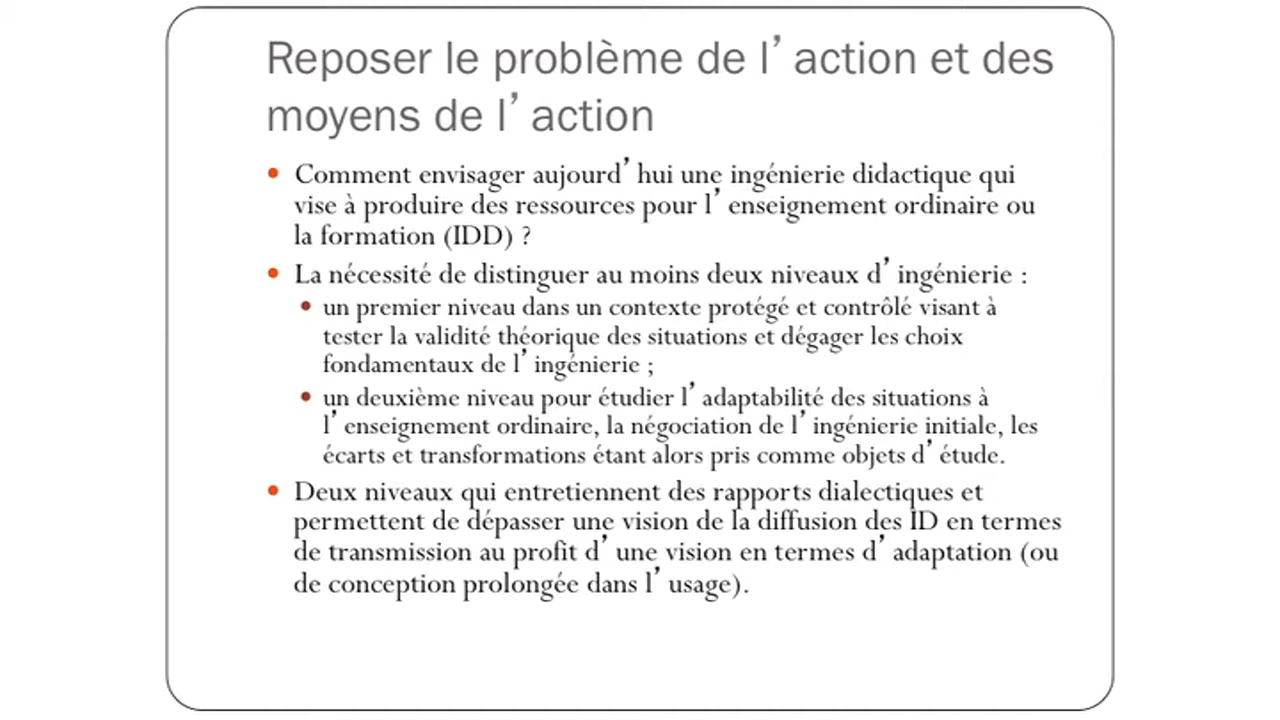 Reposer le problème de l’ action et des
moyens de l’ action
• Comment envisager aujourd’ hui une ingénierie didactique qui
vise à produire des ressources pour l’ enseignement ordinaire ou
la formation (IDD) ?
• La nécessité de distinguer au moins deux niveaux d’ ingénierie :
• un premier niveau dans un contexte protégé et contrôlé visant à
tester la validité théorique des situations et dégager les choix
fondamentaux de l’ ingénierie ;
• un deuxième niveau pour étudier l’ adaptabilité des situations à
l’ enseignement ordinaire, la négociation de l’ ingénierie initiale, les
écarts et transformations étant alors pris comme objets d’ étude.
• Deux niveaux qui entretiennent des rapports dialectiques et
permettent de dépasser une vision de la diffusion des ID en termes
de transmission au profit d’ une vision en termes d’ adaptation (ou
de conception prolongée dans l’ usage).